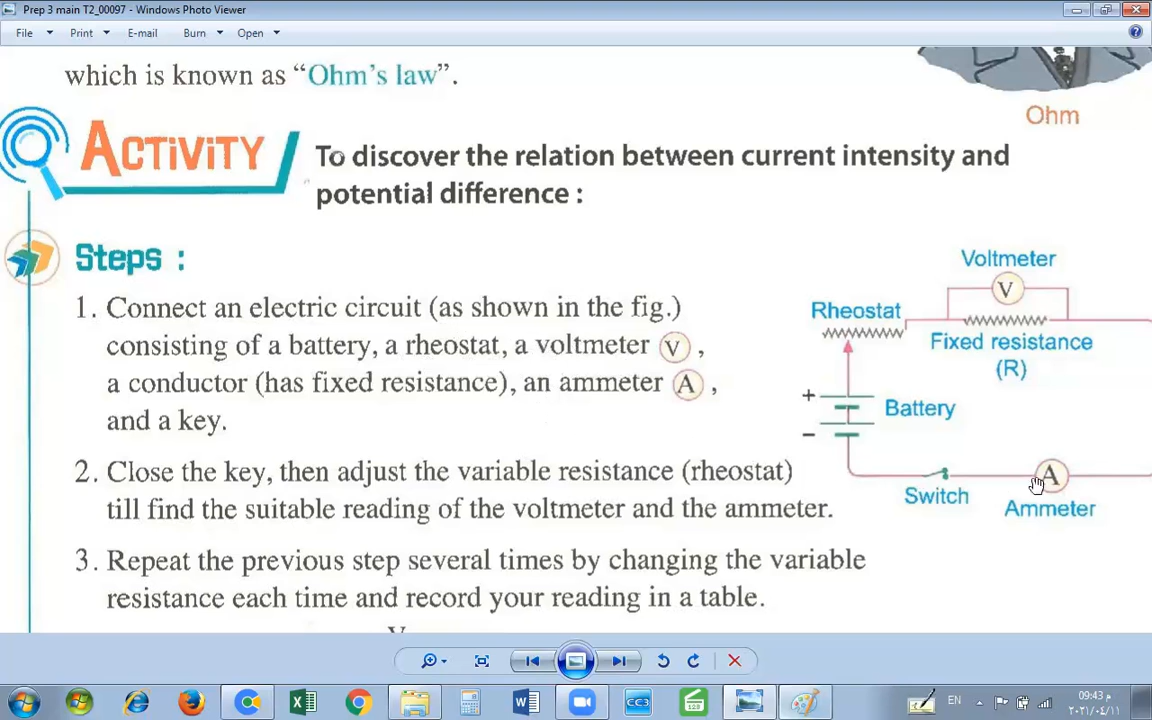 Prep 3 main T2_00097 - Windows Photo Viewer
File Print E-mail Burn Open
which is known as “Ohm's law”.
Ohm
ACTIVITY
To discover the relation between current intensity and
potential difference :
Steps :
1. Connect an electric circuit (as shown in the fig.)
consisting of a battery, a rheostat, a voltmeter V ,
a conductor (has fixed resistance), an ammeter A ,
and a key.
2. Close the key, then adjust the variable resistance (rheostat)
till find the suitable reading of the voltmeter and the ammeter.
3. Repeat the previous step several times by changing the variable
resistance each time and record your reading in a table.
Voltmeter
V
Rheostat
Fixed resistance
(R)
+
Battery
–
A
Switch
Ammeter
CC3
123
EN
09:43 م
٢٠٢١/٠٤/١١